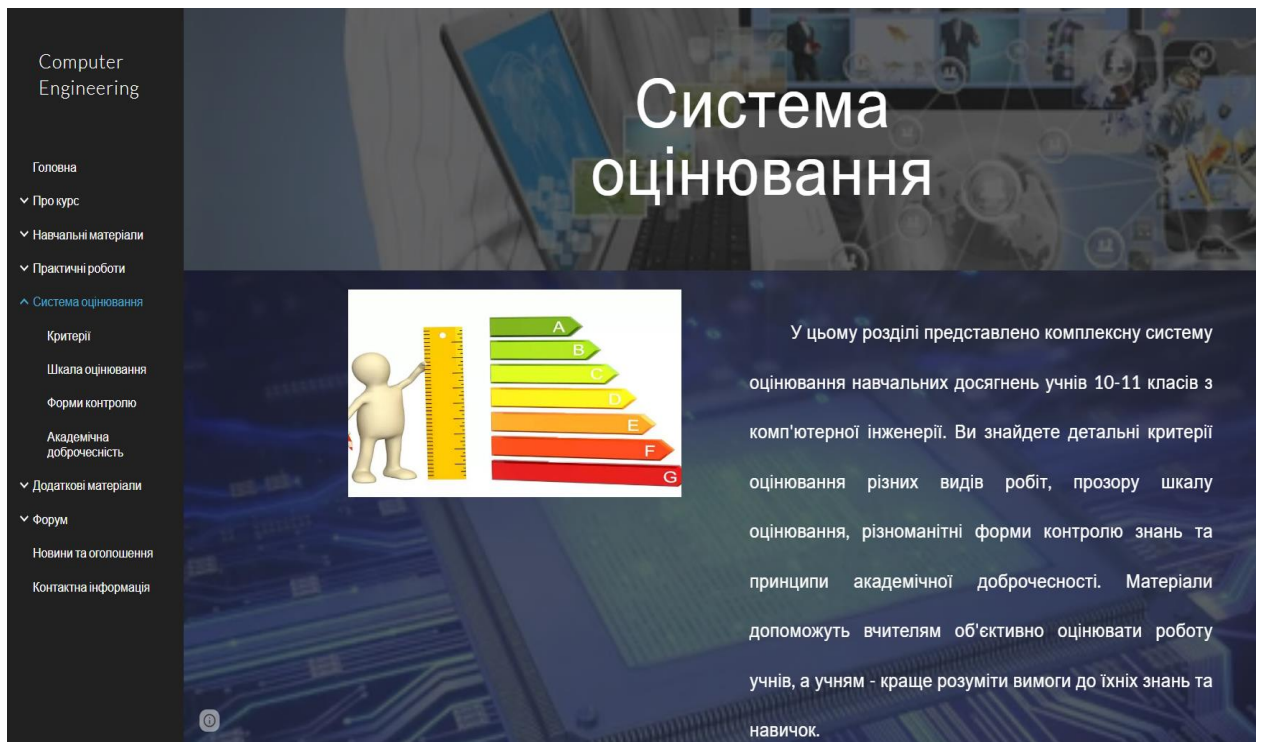 Computer
Engineering
Головна
Про курс
Навчальні матеріали
Практичні роботи
Система оцінювання
Критерії
Шкала оцінювання
Форми контролю
Академічна
доброчесність
Додаткові матеріали
Форум
Новини та оголошення
Контактна інформація
Система
оцінювання
A
B
C
D
E
F
G
У цьому розділі представлено комплексну систему
оцінювання навчальних досягнень учнів 10-11 класів з
комп'ютерної інженерії. Ви знайдете детальні критерії
оцінювання різних видів робіт, прозору шкалу
оцінювання, різноманітні форми контролю знань та
принципи академічної доброчесності. Матеріали
допоможуть вчителям об'єктивно оцінювати роботу
учнів, а учням - краще розуміти вимоги до їхніх знань та
навичок.